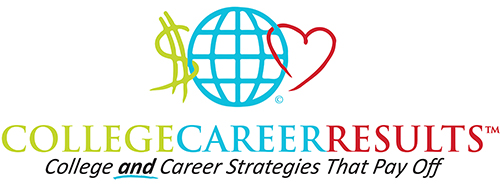 $
©
COLLEGECAREERRESULTS™
College and Career Strategies That Pay Off